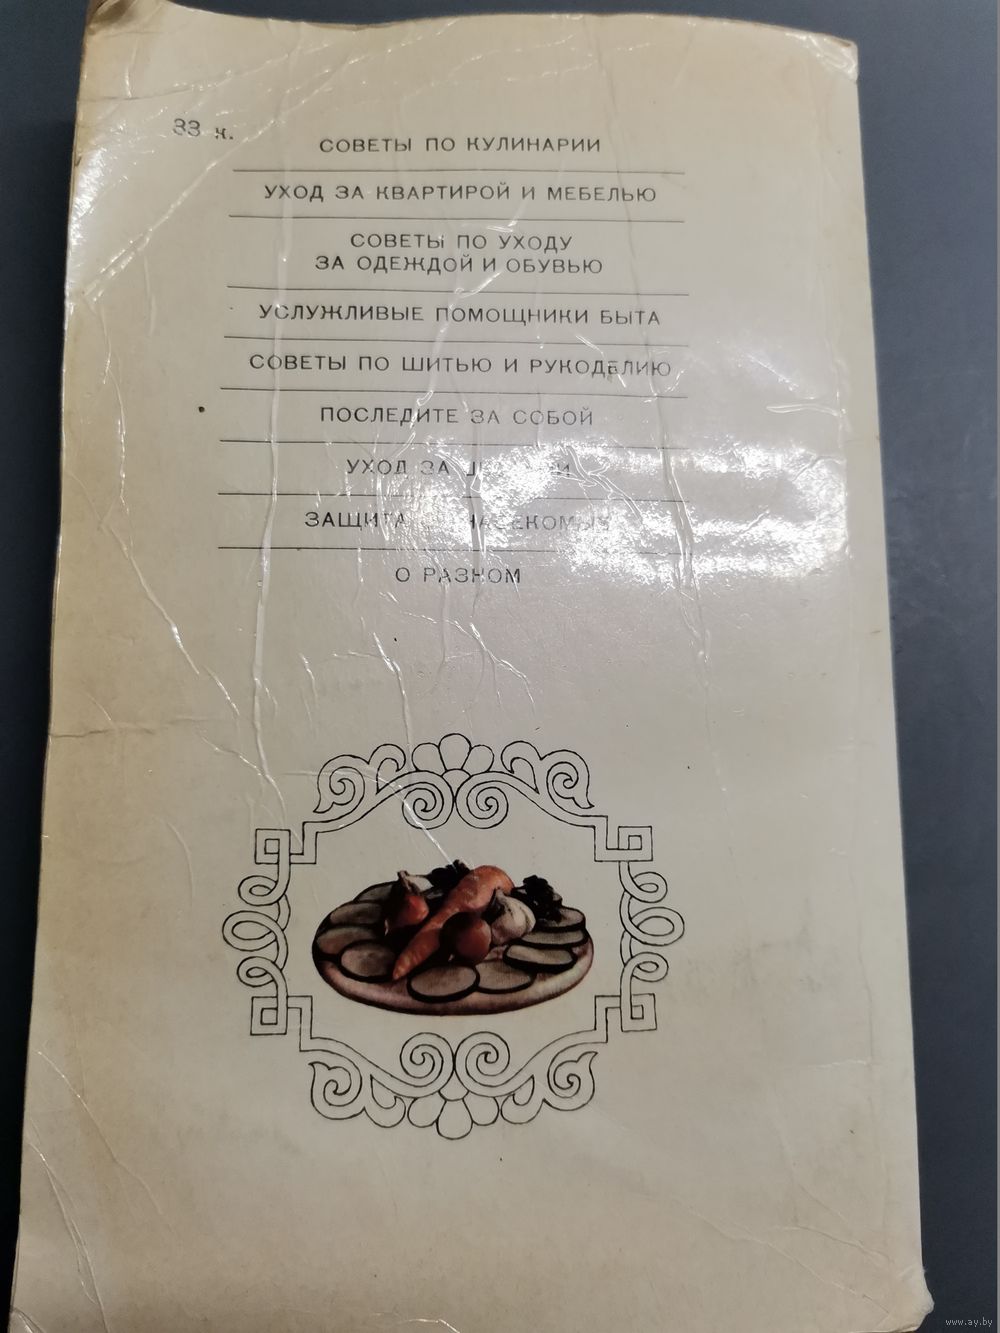 33 к.
СОВЕТЫ ПО КУЛИНАРИИ
УХОД ЗА КВАРТИРОЙ И МЕБЕЛЬЮ
СОВЕТЫ ПО УХОДУ
ЗА ОДЕЖДОЙ И ОБУВЬЮ
УСЛУЖЛИВЫЕ ПОМОЩНИКИ БЫТА
СОВЕТЫ ПО ШИТЬЮ И РУКОДЕЛИЮ
ПОСЛЕДИТЕ ЗА СОБОЙ
УХОД ЗА
ЗАЩИТА НАСЕКОМЫХ
О РАЗНОМ
www.ay.by